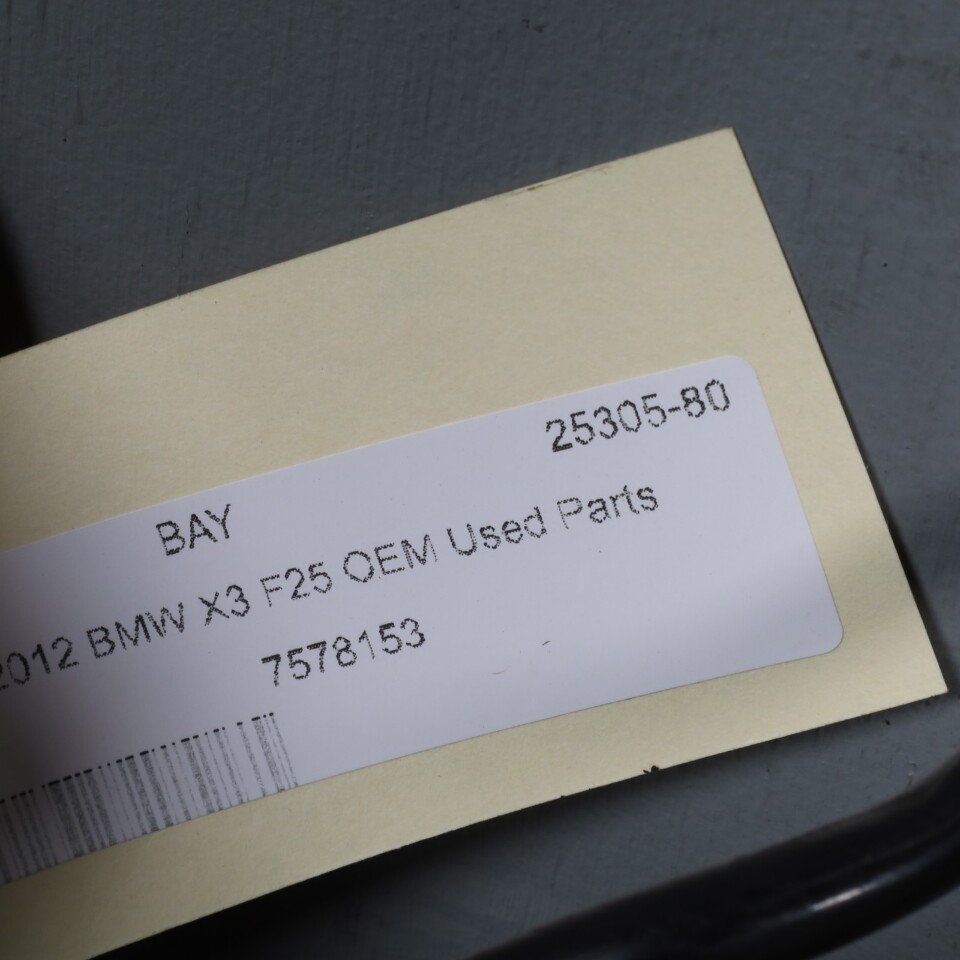 25305-80
BAY
2012 BMW X3 F25 OEM Used Parts
7578153